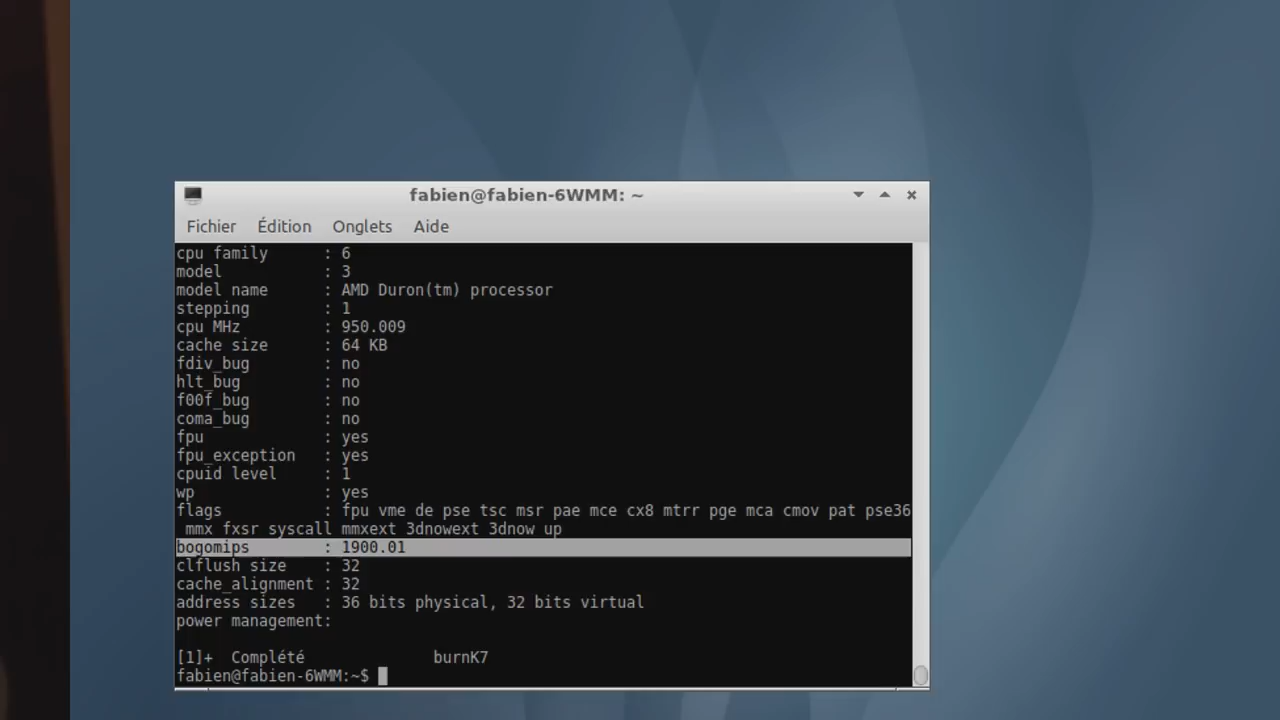 fabien@fabien-6WMM: ~
Fichier Édition Onglets Aide
cpu family : 6
model : 3
model name : AMD Duron(tm) processor
stepping : 1
cpu MHz : 950.009
cache size : 64 KB
fdiv_bug : no
hlt_bug : no
f00f_bug : no
coma_bug : no
fpu : yes
fpu_exception : yes
cpuid level : 1
wp : yes
flags : fpu vme de pse tsc msr pae mce cx8 mtrr pge mca cmov pat pse36
mmx fxsr syscall mmxext 3dnowext 3dnow up
bogomips : 1900.01
clflush size : 32
cache_alignment : 32
address sizes : 36 bits physical, 32 bits virtual
power management:
[1]+ Complété burnK7
fabien@fabien-6WMM:~$